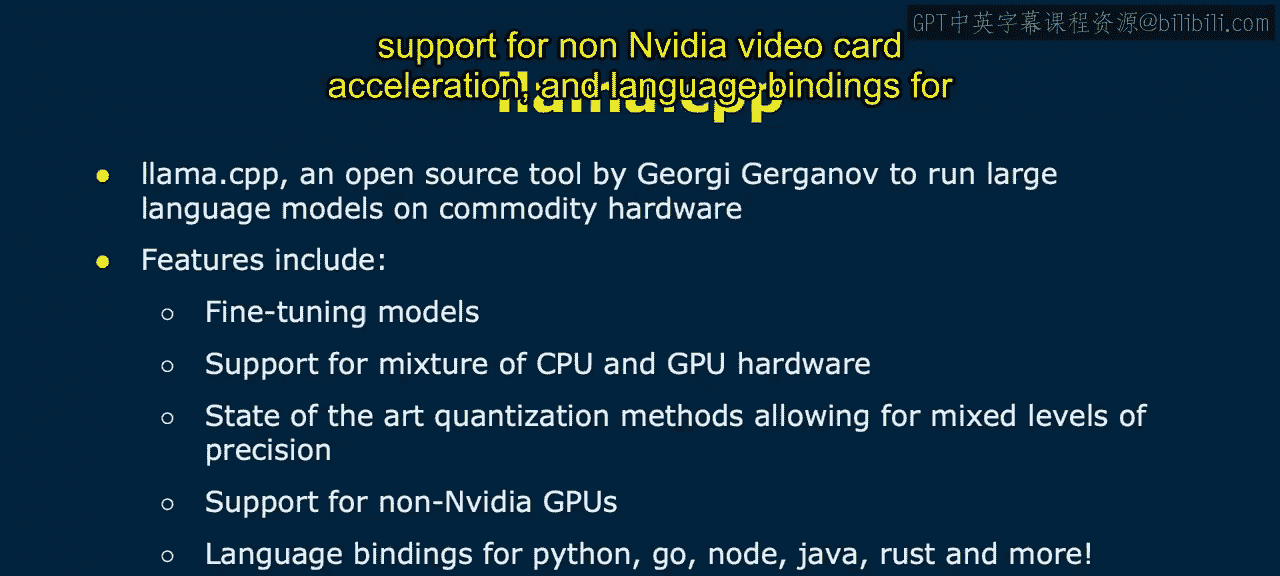 GPT中英字幕课程资源@bilibili.com
support for non Nvidia video card
acceleration, and language bindings for
llama.cpp
llama.cpp, an open source tool by Georgi Gerganov to run large
language models on commodity hardware
Features include:
Fine-tuning models
Support for mixture of CPU and GPU hardware
State of the art quantization methods allowing for mixed levels of
precision
Support for non-Nvidia GPUs
Language bindings for python, go, node, java, rust and more!